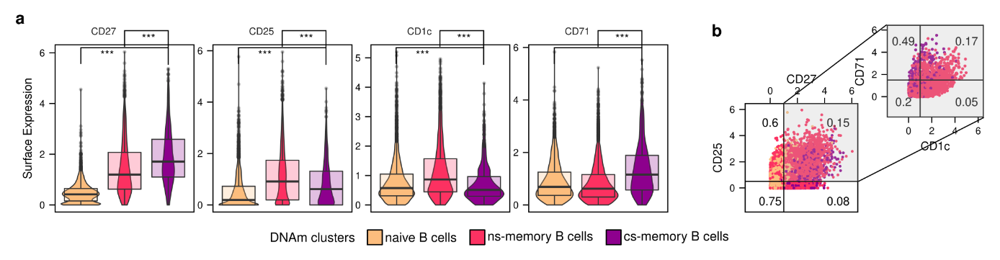 a
CD27
***
***
CD25
***
***
CD1c
***
***
CD71
***
Surface Expression
6
4
2
0
6
4
2
0
5
4
3
2
1
0
6
4
2
0
DNAm clusters
naive B cells
ns-memory B cells
cs-memory B cells
b
CD71
6
4
2
0
0.49
0.17
0.2
0.05
0 2 4 6
CD1c
CD27
0 2 4 6
CD25
6
4
2
0
0.6
0.15
0.75
0.08